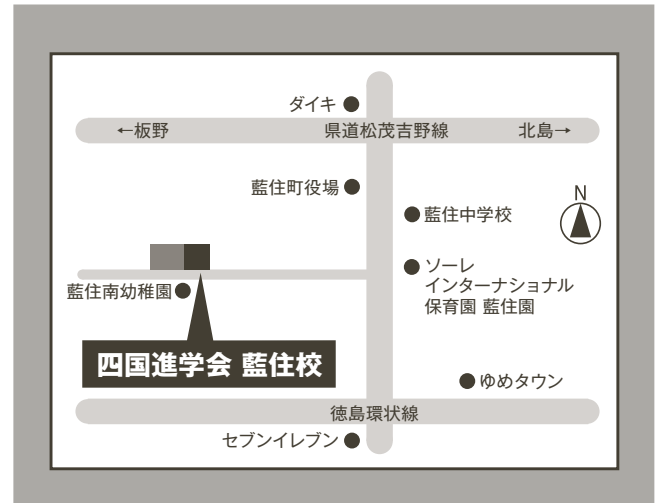 ダイキ
←板野
県道松茂吉野線
北島→
藍住町役場
藍住中学校
N
ソーレ
インターナショナル
保育園 藍住園
藍住南幼稚園
四国進学会 藍住校
ゆめタウン
徳島環状線
セブンイレブン